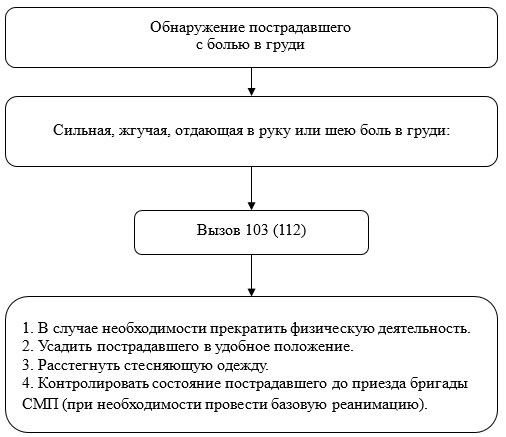 Обнаружение пострадавшего
с болью в груди
Сильная, жгучая, отдающая в руку или шею боль в груди:
Вызов 103 (112)
1. В случае необходимости прекратить физическую деятельность.
2. Усадить пострадавшего в удобное положение.
3. Расстегнуть стесняющую одежду.
4. Контролировать состояние пострадавшего до приезда бригады
СМП (при необходимости провести базовую реанимацию).